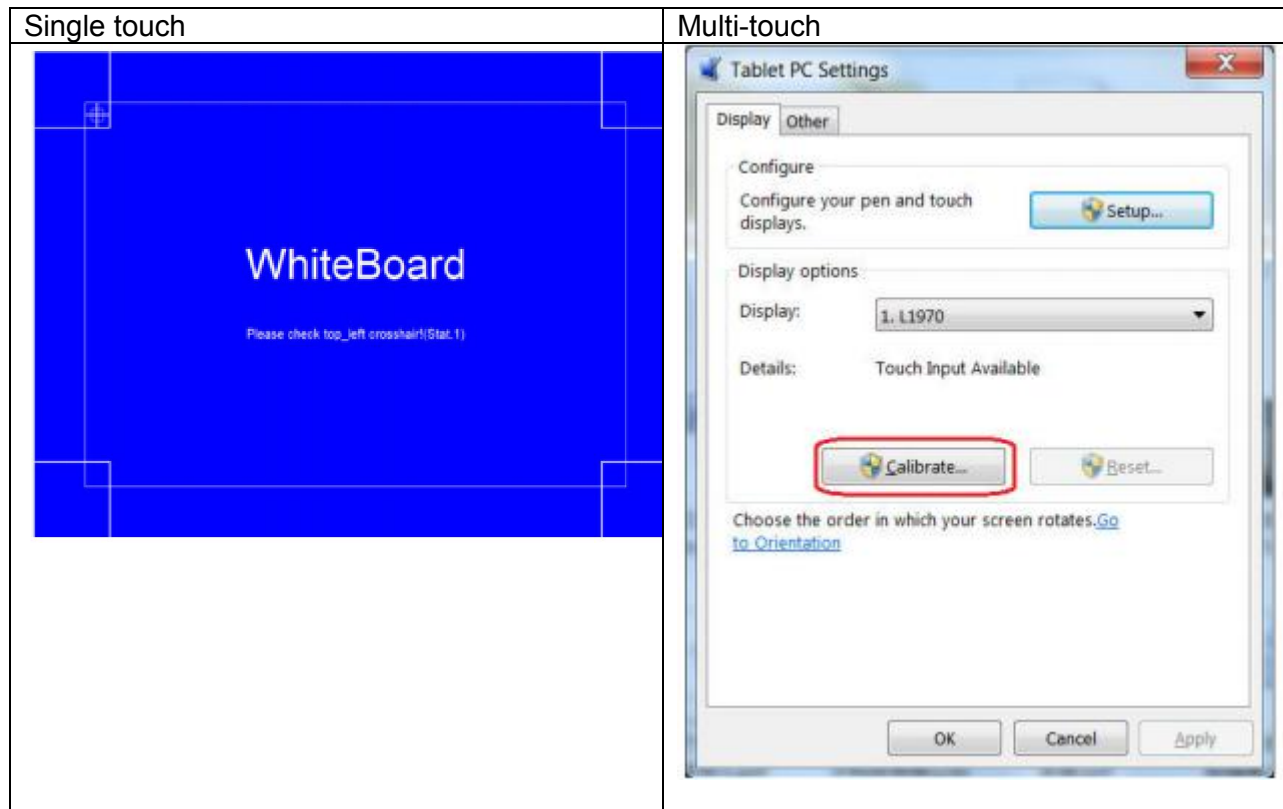 Single touch
Multi-touch
WhiteBoard
Please check top_left crosshair!(Stat.1)
Tablet PC Settings
Display
Other
Configure
Configure your pen and touch
displays.
Setup...
Display options
Display:
1. L1970
Details:
Touch Input Available
Calibrate...
Reset...
Choose the order in which your screen rotates.Go
to Orientation
OK
Cancel
Apply